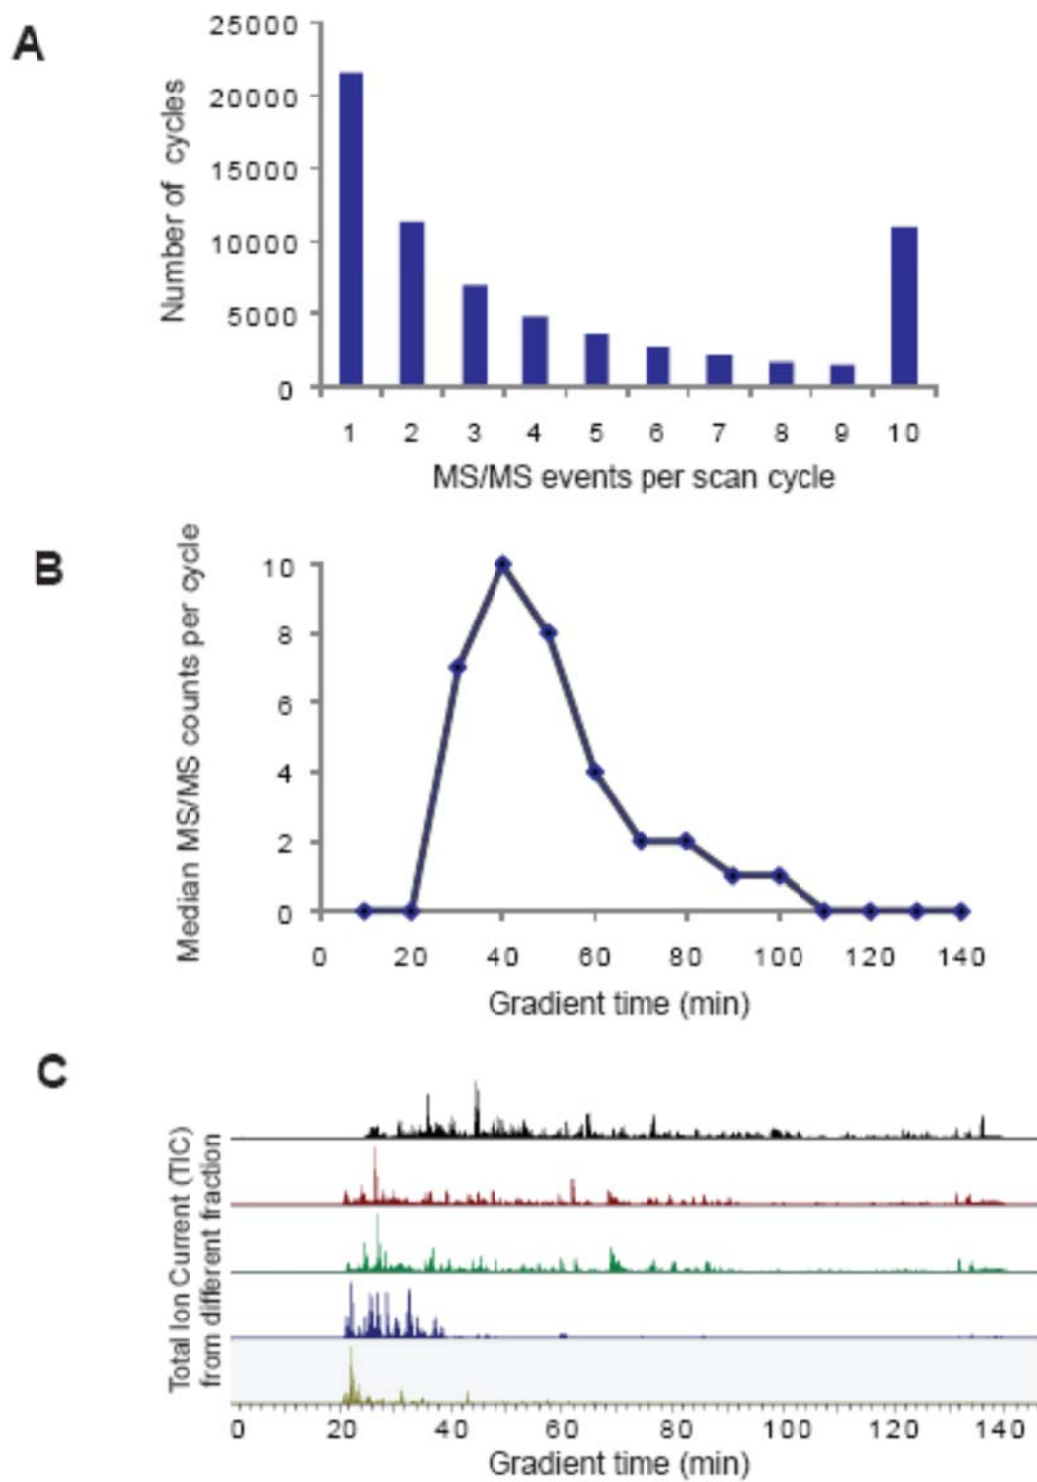 A
Number of cycles
25000
20000
15000
10000
5000
0
1 2 3 4 5 6 7 8 9 10
MS/MS events per scan cycle
B
Median MS/MS counts per cycle
10
8
6
4
2
0
0 20 40 60 80 100 120 140
Gradient time (min)
C
Total Ion Current (TIC)
from different fraction
0 20 40 60 80 100 120 140
Gradient time (min)